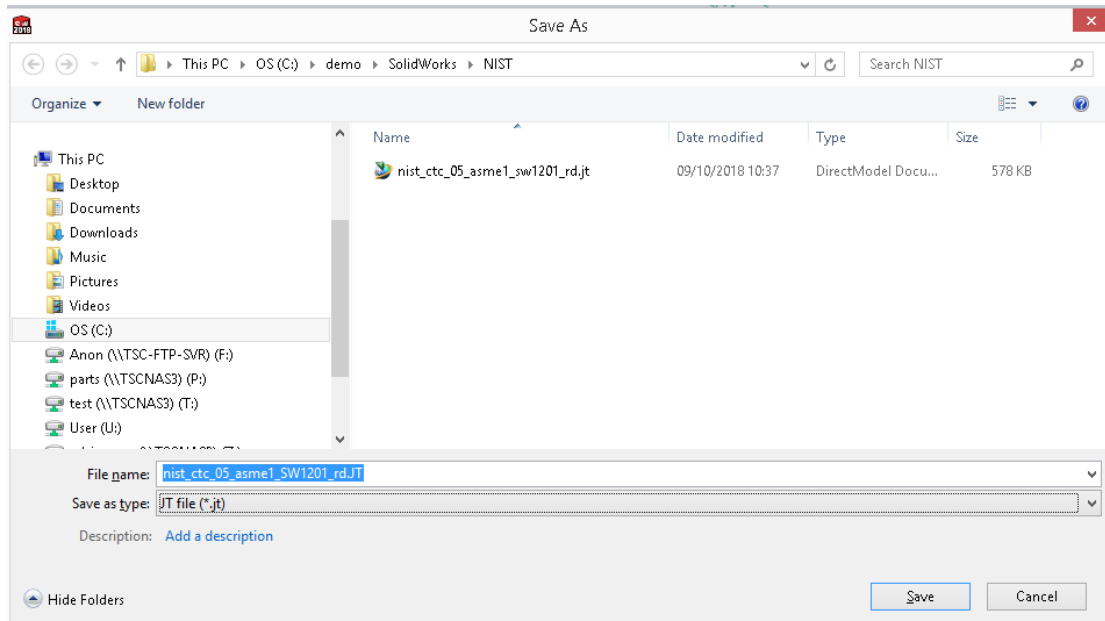 SW
2018
Save As
This PC OS (C:) demo SolidWorks NIST
Search NIST
Organize New folder
Name Date modified Type Size
nist_ctc_05_asme1_sw1201_rd.jt 09/10/2018 10:37 DirectModel Docu... 578 KB
This PC
Desktop
Documents
Downloads
Music
Pictures
Videos
OS (C:)
Anon (\\TSC-FTP-SVR) (F:)
parts (\\TSCNAS3) (P:)
test (\\TSCNAS3) (T:)
User (U:)
File name: nist_ctc_05_asme1_SW1201_rd.JT
Save as type: JT file (*.jt)
Description: Add a description
Hide Folders
Save Cancel